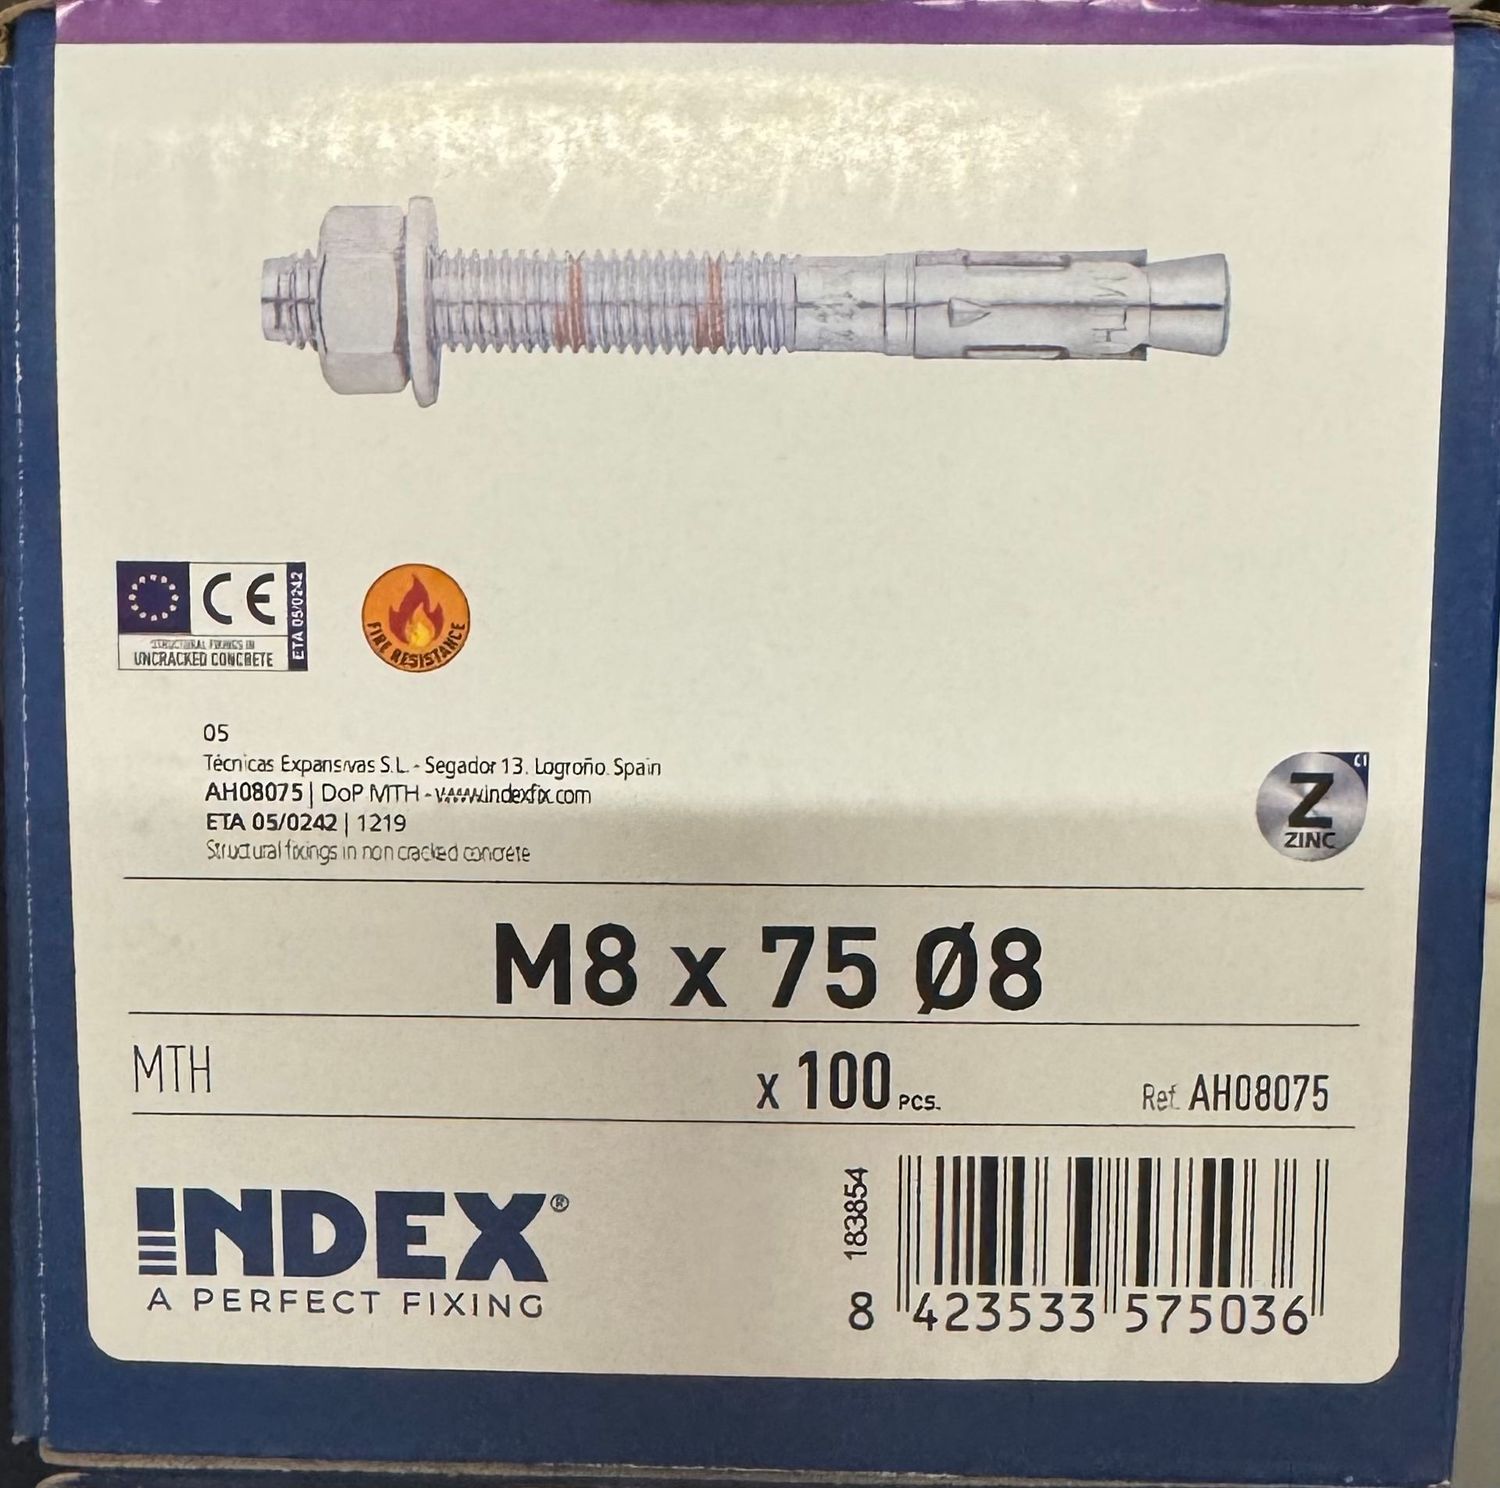 CE
ETA 05/0242
STRUCTURAL FIXINGS IN
UNCRACKED CONCRETE
FIRE RESISTANCE
05
Técnicas Expansivas S.L. - Segador 13. Logroño. Spain
AH08075 | DoP MTH - www.indexfix.com
ETA 05/0242 | 1219
Structural fixings in non cracked concrete
Z
ZINC
M8 x 75 Ø8
MTH
x 100 PCS.
Ref. AH08075
INDEX®
A PERFECT FIXING
183854
8 423533 575036